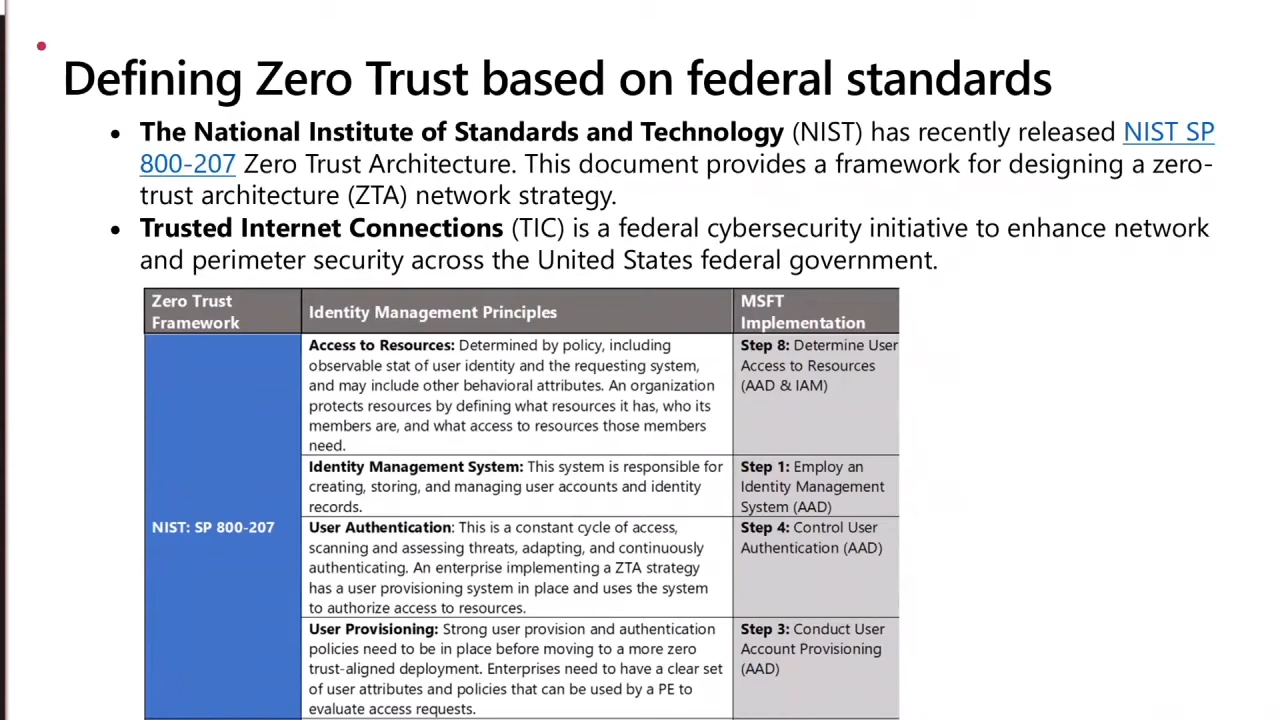 Defining Zero Trust based on federal standards
• The National Institute of Standards and Technology (NIST) has recently released NIST SP
800-207 Zero Trust Architecture. This document provides a framework for designing a zero-
trust architecture (ZTA) network strategy.
• Trusted Internet Connections (TIC) is a federal cybersecurity initiative to enhance network
and perimeter security across the United States federal government.
Zero Trust
Framework
Identity Management Principles
MSFT
Implementation
NIST: SP 800-207
Access to Resources: Determined by policy, including
observable stat of user identity and the requesting system,
and may include other behavioral attributes. An organization
protects resources by defining what resources it has, who its
members are, and what access to resources those members
need.
Step 8: Determine User
Access to Resources
(AAD & IAM)
Identity Management System: This system is responsible for
creating, storing, and managing user accounts and identity
records.
Step 1: Employ an
Identity Management
System (AAD)
User Authentication: This is a constant cycle of access,
scanning and assessing threats, adapting, and continuously
authenticating. An enterprise implementing a ZTA strategy
has a user provisioning system in place and uses the system
to authorize access to resources.
Step 4: Control User
Authentication (AAD)
User Provisioning: Strong user provision and authentication
policies need to be in place before moving to a more zero
trust-aligned deployment. Enterprises need to have a clear set
of user attributes and policies that can be used by a PE to
evaluate access requests.
Step 3: Conduct User
Account Provisioning
(AAD)